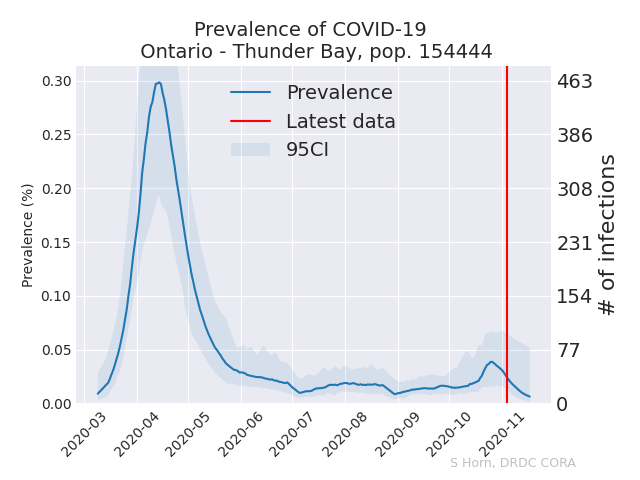 Prevalence of COVID-19
Ontario - Thunder Bay, pop. 154444
Prevalence
Latest data
95CI
Prevalence (%)
0.30
0.25
0.20
0.15
0.10
0.05
0.00
463
386
308
231
154
77
0
# of infections
2020-03
2020-04
2020-05
2020-06
2020-07
2020-08
2020-09
2020-10
2020-11
S Horn, DRDC CORA